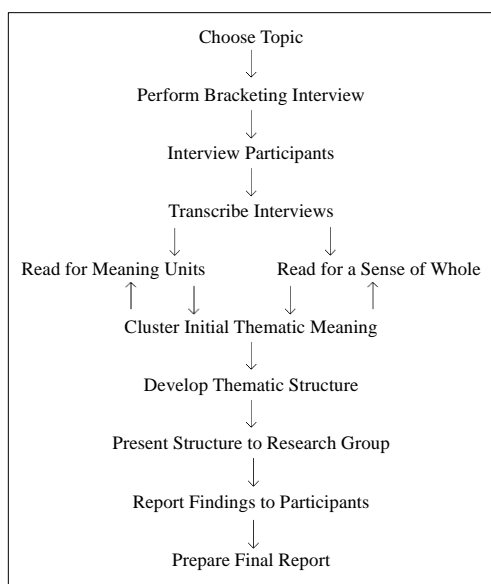 Choose Topic
Perform Bracketing Interview
Interview Participants
Transcribe Interviews
Read for Meaning Units
Read for a Sense of Whole
Cluster Initial Thematic Meaning
Develop Thematic Structure
Present Structure to Research Group
Report Findings to Participants
Prepare Final Report